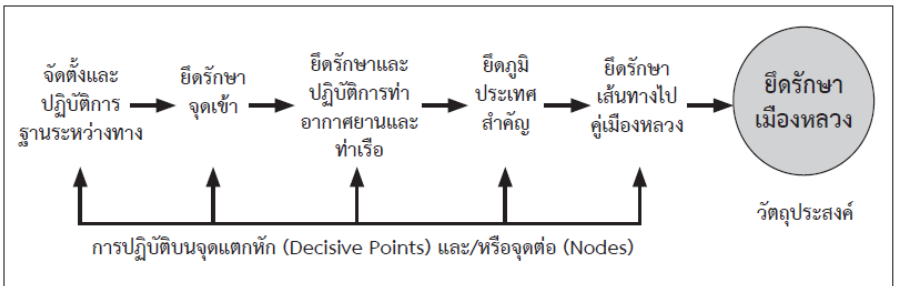 จัดตั้งและ
ปฏิบัติการ
ฐานระหว่างทาง
ยึดรักษา
จุดเข้า
ยึดรักษาและ
ปฏิบัติการท่า
อากาศยานและ
ท่าเรือ
ยึดภูมิ
ประเทศ
สำคัญ
ยึดรักษา
เส้นทางไป
คู่เมืองหลวง
ยึดรักษา
เมืองหลวง
วัตถุประสงค์
การปฏิบัติบนจุดแตกหัก (Decisive Points) และ/หรือจุดต่อ (Nodes)